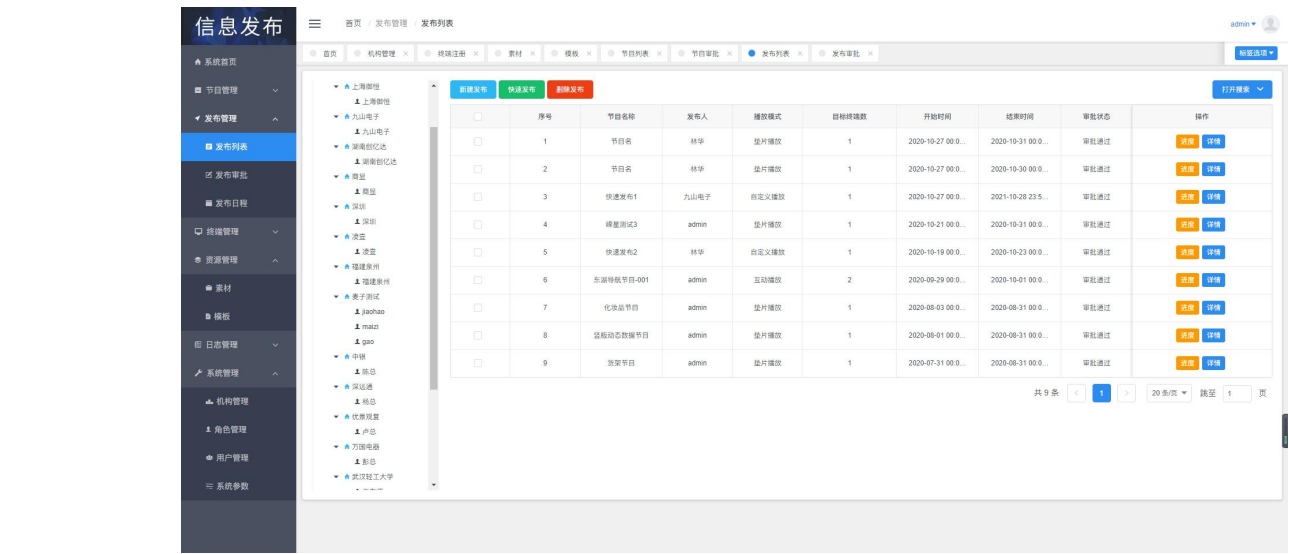 信息发布
首页 / 发布管理 / 发布列表
admin
首页 机构管理 × 终端注册 × 素材 × 模板 × 节目列表 × 节目审批 × 发布列表 × 发布审批 ×
标签选项
系统首页
节目管理
发布管理
发布列表
发布审批
发布日程
终端管理
资源管理
素材
模板
日志管理
系统管理
机构管理
角色管理
用户管理
系统参数
上海御恒
上海御恒
九山电子
九山电子
湖南创亿达
湖南创亿达
商显
商显
深圳
深圳
凌壹
凌壹
福建泉州
福建泉州
麦子测试
jiaohao
maizi
gao
中银
陈总
深远通
杨总
优雅观复
卢总
万国电器
彭总
武汉轻工大学
新建发布 快速发布 删除发布 打开搜索
序号 节目名称 发布人 播放模式 目标终端数 开始时间 结束时间 审批状态 操作
1 节目名 林华 垫片播放 1 2020-10-27 00:0... 2020-10-31 00:0... 审批通过 进度 详情
2 节目名 林华 垫片播放 1 2020-10-27 00:0... 2020-10-30 00:0... 审批通过 进度 详情
3 快速发布1 九山电子 自定义播放 1 2020-10-27 00:0... 2021-10-28 23:5... 审批通过 进度 详情
4 峰星测试3 admin 垫片播放 1 2020-10-21 00:0... 2020-10-31 00:0... 审批通过 进度 详情
5 快速发布2 林华 自定义播放 1 2020-10-19 00:0... 2020-10-23 00:0... 审批通过 进度 详情
6 东湖导航节目-001 admin 互动播放 2 2020-09-29 00:0... 2020-10-01 00:0... 审批通过 进度 详情
7 化妆品节目 admin 垫片播放 1 2020-08-03 00:0... 2020-08-31 00:0... 审批通过 进度 详情
8 竖版动态数据节目 admin 垫片播放 1 2020-08-01 00:0... 2020-08-31 00:0... 审批通过 进度 详情
9 货架节目 admin 垫片播放 1 2020-07-31 00:0... 2020-08-31 00:0... 审批通过 进度 详情
共 9 条 < 1 > 20 条/页 跳至 1 页